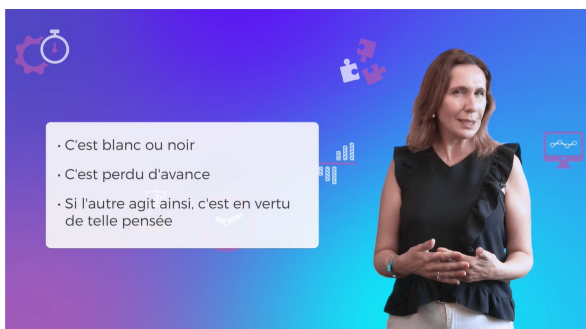 • C'est blanc ou noir
• C'est perdu d'avance
• Si l'autre agit ainsi, c'est en vertu
de telle pensée